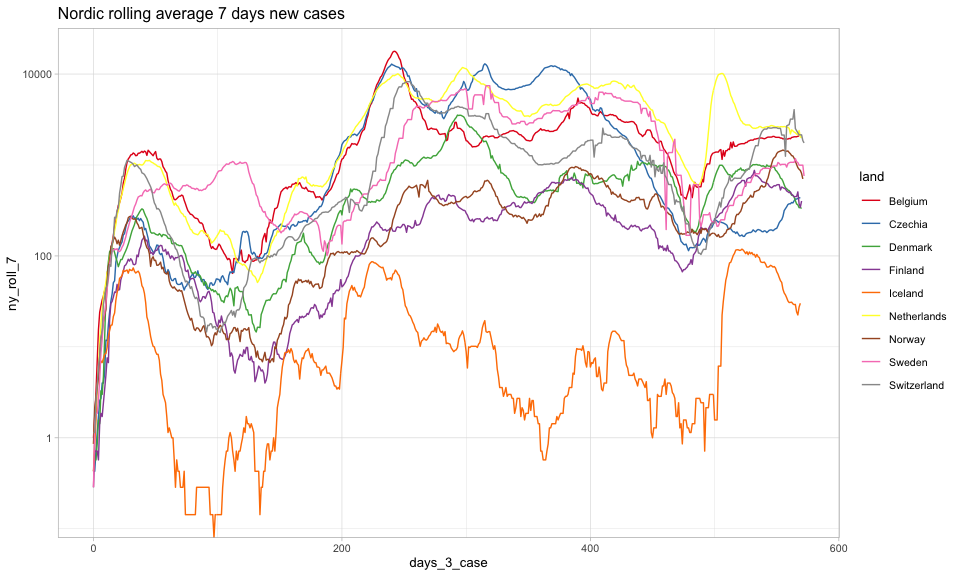 Nordic rolling average 7 days new cases
10000
100
1
ny_roll_7
0
200
400
600
days_3_case
land
Belgium
Czechia
Denmark
Finland
Iceland
Netherlands
Norway
Sweden
Switzerland